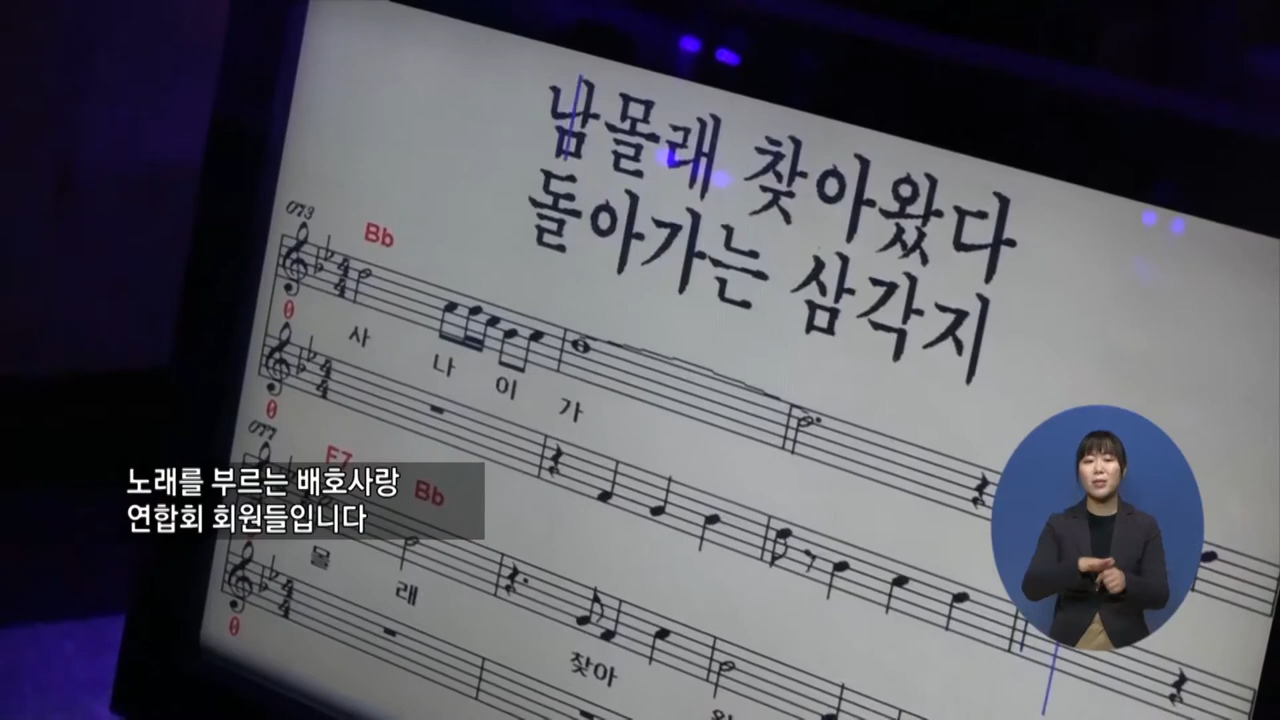 남몰래 찾아왔다
돌아가는 삼각지
073
Bb
사 나 이 가
077
F7 Bb
몰 래 찾아
노래를 부르는 배호사랑
연합회 회원들입니다